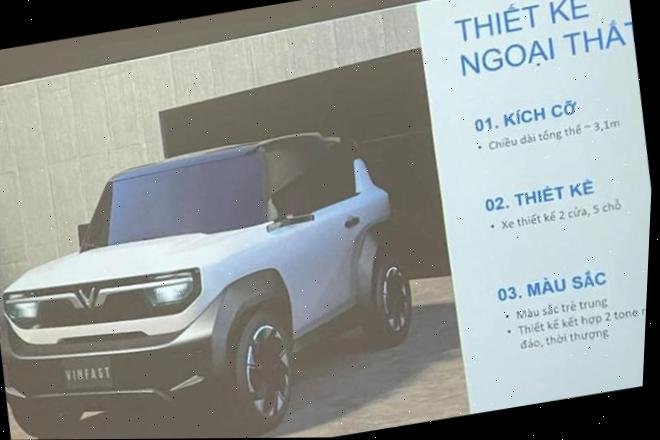 THIẾT KẾ
NGOẠI THẤT
01. KÍCH CỠ
• Chiều dài tổng thể ~ 3,1m
02. THIẾT KẾ
• Xe thiết kế 2 cửa, 5 chỗ
03. MÀU SẮC
• Màu sắc trẻ trung
• Thiết kế kết hợp 2 tone
đáo, thời thượng
VINFAST